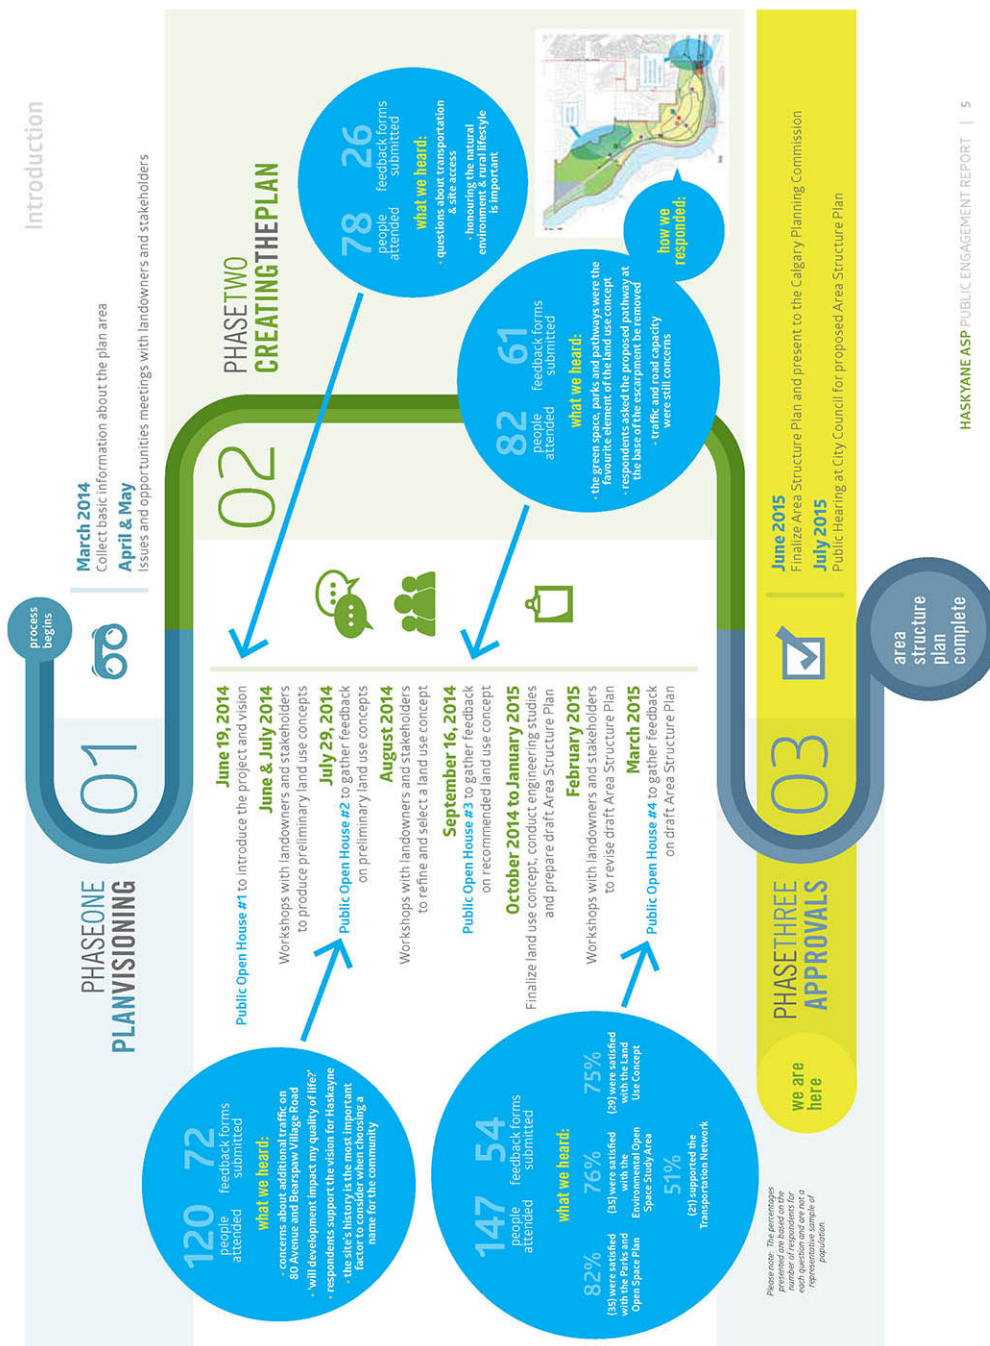 Introduction
process
begins
01
PHASEONE
PLANVISIONING
March 2014
Collect basic information about the plan area
April & May
Issues and opportunities meetings with landowners and stakeholders
02
PHASETWO
CREATINGTHEPLAN
June 19, 2014
Public Open House #1 to introduce the project and vision
June & July 2014
Workshops with landowners and stakeholders
to produce preliminary land use concepts
July 29, 2014
Public Open House #2 to gather feedback
on preliminary land use concepts
August 2014
Workshops with landowners and stakeholders
to refine and select a land use concept
September 16, 2014
Public Open House #3 to gather feedback
on recommended land use concept
October 2014 to January 2015
Finalize land use concept, conduct engineering studies
and prepare draft Area Structure Plan
February 2015
Workshops with landowners and stakeholders
to revise draft Area Structure Plan
March 2015
Public Open House #4 to gather feedback
on draft Area Structure Plan
78 26
people feedback forms
attended submitted
what we heard:
· questions about transportation
& site access
· honouring the natural
environment & rural lifestyle
is important
120 72
people feedback forms
attended submitted
what we heard:
· concerns about additional traffic on
80 Avenue and Bearspaw Village Road
· 'will development impact my quality of life?'
· respondents support the vision for Haskayne
· the site's history is the most important
factor to consider when choosing a
name for the community
82 61
people feedback forms
attended submitted
what we heard:
· the green space, parks and pathways were the
favourite element of the land use concept
· respondents asked the proposed pathway at
the base of the escarpment be removed
· traffic and road capacity
were still concerns
how we
responded:
147 54
people feedback forms
attended submitted
what we heard:
82% 76% 75%
(35) were satisfied
with the Parks and
Open Space Plan
(35) were satisfied
with the
Environmental Open
Space Study Area
(29) were satisfied
with the Land
Use Concept
51%
(21) supported the
Transportation Network
we are
here
PHASETHREE
APPROVALS
03
June 2015
Finalize Area Structure Plan and present to the Calgary Planning Commission
July 2015
Public Hearing at City Council for proposed Area Structure Plan
area
structure
plan
complete
Please note: The percentages
presented are based on the
number of respondents for
each question and are not a
representative sample of
population.
HASKYANE ASP PUBLIC ENGAGEMENT REPORT | 5